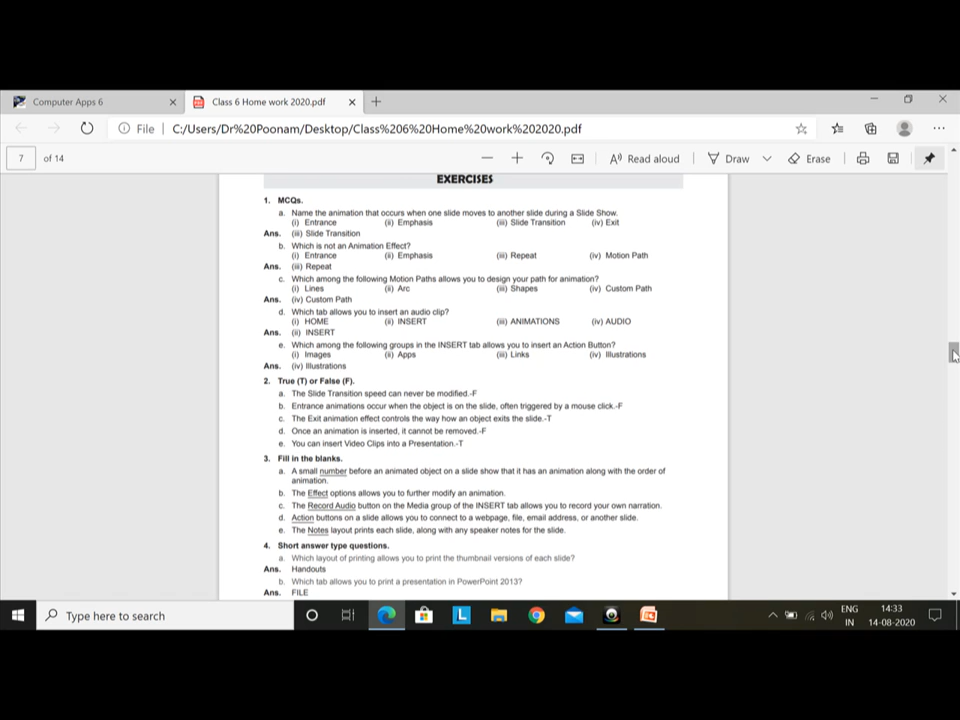 Computer Apps 6
Class 6 Home work 2020.pdf
File C:/Users/Dr%20Poonam/Desktop/Class%206%20Home%20work%202020.pdf
7 of 14 Read aloud Draw Erase
EXERCISES
1. MCQs.
a. Name the animation that occurs when one slide moves to another slide during a Slide Show.
(i) Entrance (ii) Emphasis (iii) Slide Transition (iv) Exit
Ans. (iii) Slide Transition
b. Which is not an Animation Effect?
(i) Entrance (ii) Emphasis (iii) Repeat (iv) Motion Path
Ans. (iii) Repeat
c. Which among the following Motion Paths allows you to design your path for animation?
(i) Lines (ii) Arc (iii) Shapes (iv) Custom Path
Ans. (iv) Custom Path
d. Which tab allows you to insert an audio clip?
(i) HOME (ii) INSERT (iii) ANIMATIONS (iv) AUDIO
Ans. (ii) INSERT
e. Which among the following groups in the INSERT tab allows you to insert an Action Button?
(i) Images (ii) Apps (iii) Links (iv) Illustrations
Ans. (iv) Illustrations
2. True (T) or False (F).
a. The Slide Transition speed can never be modified.-F
b. Entrance animations occur when the object is on the slide, often triggered by a mouse click.-F
c. The Exit animation effect controls the way how an object exits the slide.-T
d. Once an animation is inserted, it cannot be removed.-F
e. You can insert Video Clips into a Presentation.-T
3. Fill in the blanks.
a. A small number before an animated object on a slide show that it has an animation along with the order of
animation.
b. The Effect options allows you to further modify an animation.
c. The Record Audio button on the Media group of the INSERT tab allows you to record your own narration.
d. Action buttons on a slide allows you to connect to a webpage, file, email address, or another slide.
e. The Notes layout prints each slide, along with any speaker notes for the slide.
4. Short answer type questions.
a. Which layout of printing allows you to print the thumbnail versions of each slide?
Ans. Handouts
b. Which tab allows you to print a presentation in PowerPoint 2013?
Ans. FILE
Type here to search
L
ENG
IN
14:33
14-08-2020